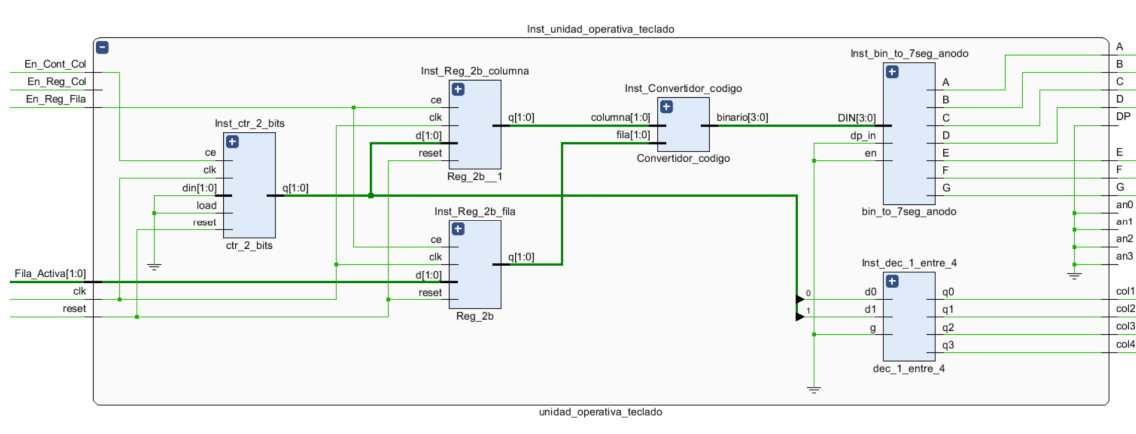 Inst_unidad_operativa_teclado
En_Cont_Col
En_Reg_Col
En_Reg_Fila
Fila_Activa[1:0]
clk
reset
Inst_ctr_2_bits
ce
clk
din[1:0]
load
reset
q[1:0]
ctr_2_bits
Inst_Reg_2b_columna
ce
clk
d[1:0]
reset
q[1:0]
Reg_2b__1
Inst_Reg_2b_fila
ce
clk
d[1:0]
reset
q[1:0]
Reg_2b
Inst_Convertidor_codigo
columna[1:0]
fila[1:0]
binario[3:0]
Convertidor_codigo
Inst_bin_to_7seg_anodo
DIN[3:0]
dp_in
en
A
B
C
D
E
F
G
bin_to_7seg_anodo
Inst_dec_1_entre_4
0
1
d0
d1
g
q0
q1
q2
q3
dec_1_entre_4
A
B
C
D
DP
E
F
G
an0
an1
an2
an3
col1
col2
col3
col4
unidad_operativa_teclado